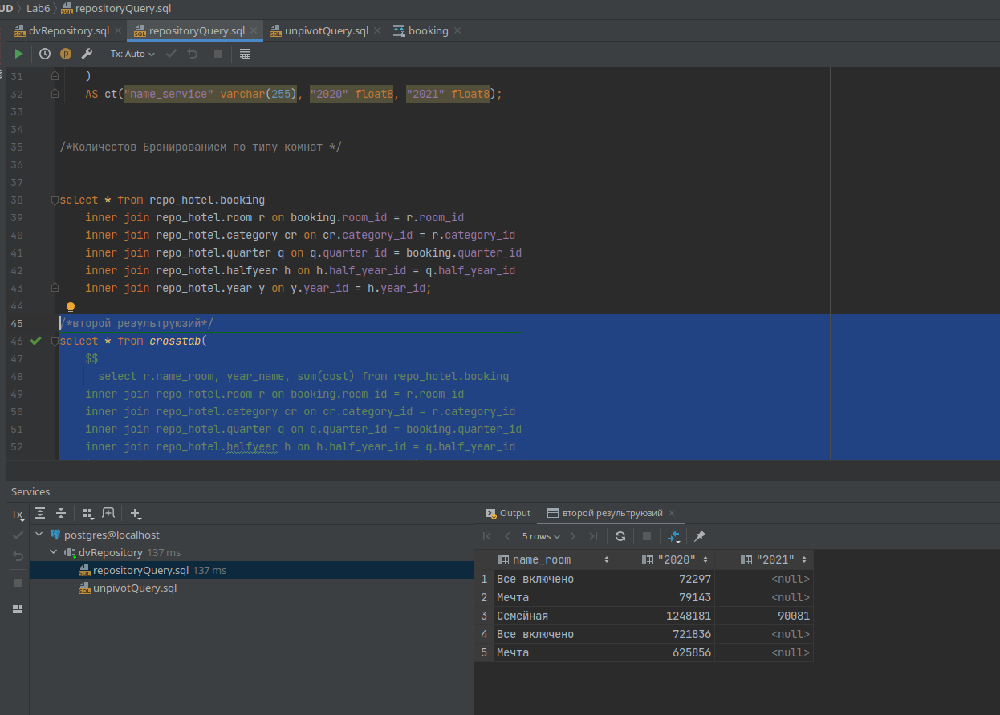 UD Lab6 repositoryQuery.sql
dvRepository.sql repositoryQuery.sql unpivotQuery.sql booking
Tx: Auto
31 )
32 AS ct("name_service" varchar(255), "2020" float8, "2021" float8);
33
34
35 /*Количестов Бронированием по типу комнат */
36
37
38 select * from repo_hotel.booking
39 inner join repo_hotel.room r on booking.room_id = r.room_id
40 inner join repo_hotel.category cr on cr.category_id = r.category_id
41 inner join repo_hotel.quarter q on q.quarter_id = booking.quarter_id
42 inner join repo_hotel.halfyear h on h.half_year_id = q.half_year_id
43 inner join repo_hotel.year y on y.year_id = h.year_id;
44
45 /*второй результруюзий*/
46 select * from crosstab(
47 $$
48 select r.name_room, year_name, sum(cost) from repo_hotel.booking
49 inner join repo_hotel.room r on booking.room_id = r.room_id
50 inner join repo_hotel.category cr on cr.category_id = r.category_id
51 inner join repo_hotel.quarter q on q.quarter_id = booking.quarter_id
52 inner join repo_hotel.halfyear h on h.half_year_id = q.half_year_id
Services
Tx
postgres@localhost
dvRepository 137 ms
repositoryQuery.sql 137 ms
unpivotQuery.sql
Output второй результруюзий
5 rows
name_room "2020" "2021"
1 Все включено 72297 <null>
2 Мечта 79143 <null>
3 Семейная 1248181 90081
4 Все включено 721836 <null>
5 Мечта 625856 <null>